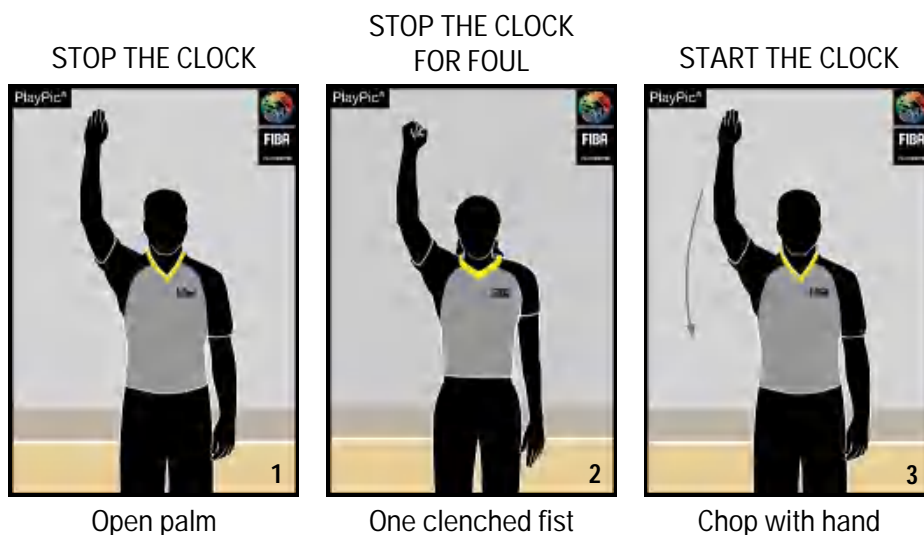 STOP THE CLOCK
STOP THE CLOCK
FOR FOUL
START THE CLOCK
PlayPic®
FIBA
1
Open palm
PlayPic®
FIBA
2
One clenched fist
PlayPic®
FIBA
3
Chop with hand